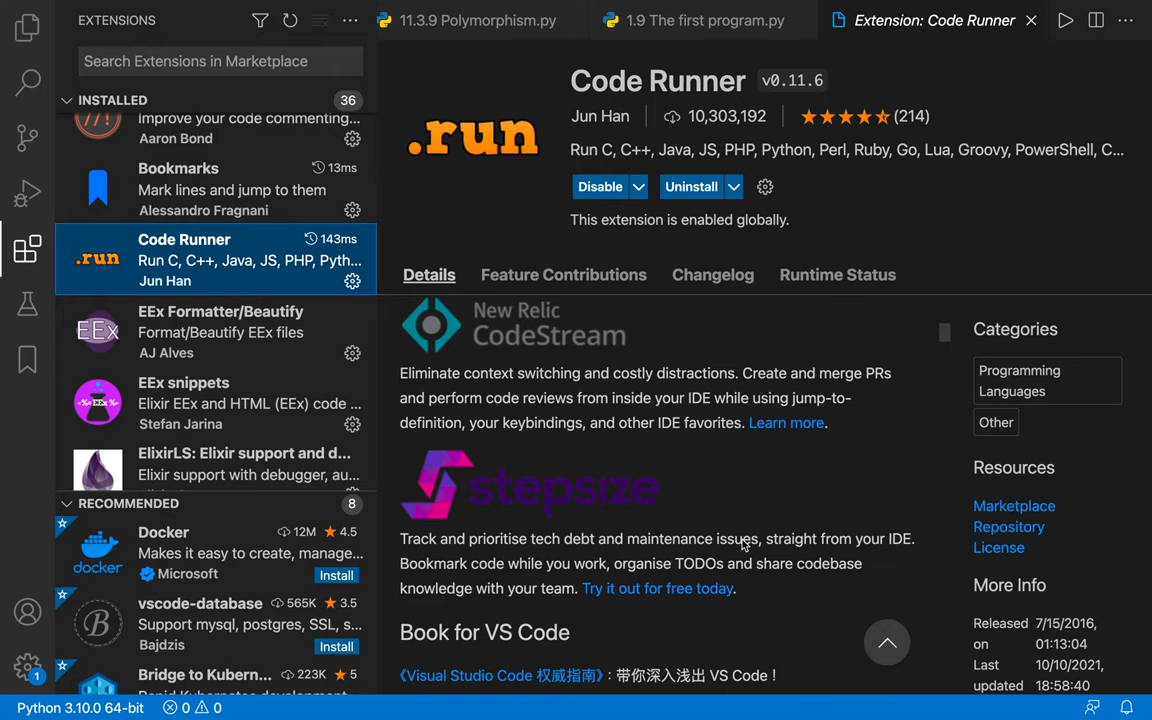 EXTENSIONS
11.3.9 Polymorphism.py
1.9 The first program.py
Extension: Code Runner
Search Extensions in Marketplace
INSTALLED
36
Improve your code commenting...
Aaron Bond
Bookmarks
13ms
Mark lines and jump to them
Alessandro Fragnani
.run
Code Runner
143ms
Run C, C++, Java, JS, PHP, Pyth...
Jun Han
EEx
EEx Formatter/Beautify
Format/Beautify EEx files
AJ Alves
EEx snippets
Elixir EEx and HTML (EEx) code ...
Stefan Jarina
ElixirLS: Elixir support and d...
Elixir support with debugger, au...
RECOMMENDED
8
Docker
12M
4.5
Makes it easy to create, manage...
docker
Microsoft
Install
vscode-database
565K
3.5
Support mysql, postgres, SSL, s...
Bajdzis
Install
Bridge to Kubern...
223K
5
.run
Code Runner
v0.11.6
Jun Han
10,303,192
(214)
Run C, C++, Java, JS, PHP, Python, Perl, Ruby, Go, Lua, Groovy, PowerShell, C...
Disable
Uninstall
This extension is enabled globally.
Details
Feature Contributions
Changelog
Runtime Status
New Relic
CodeStream
Eliminate context switching and costly distractions. Create and merge PRs
and perform code reviews from inside your IDE while using jump-to-
definition, your keybindings, and other IDE favorites. Learn more.
stepsize
Track and prioritise tech debt and maintenance issues, straight from your IDE.
Bookmark code while you work, organise TODOs and share codebase
knowledge with your team. Try it out for free today.
Book for VS Code
《Visual Studio Code 权威指南》：带你深入浅出 VS Code！
Categories
Programming
Languages
Other
Resources
Marketplace
Repository
License
More Info
Released 7/15/2016,
on 01:13:04
Last 10/10/2021,
updated 18:58:40
1
Python 3.10.0 64-bit
0
0